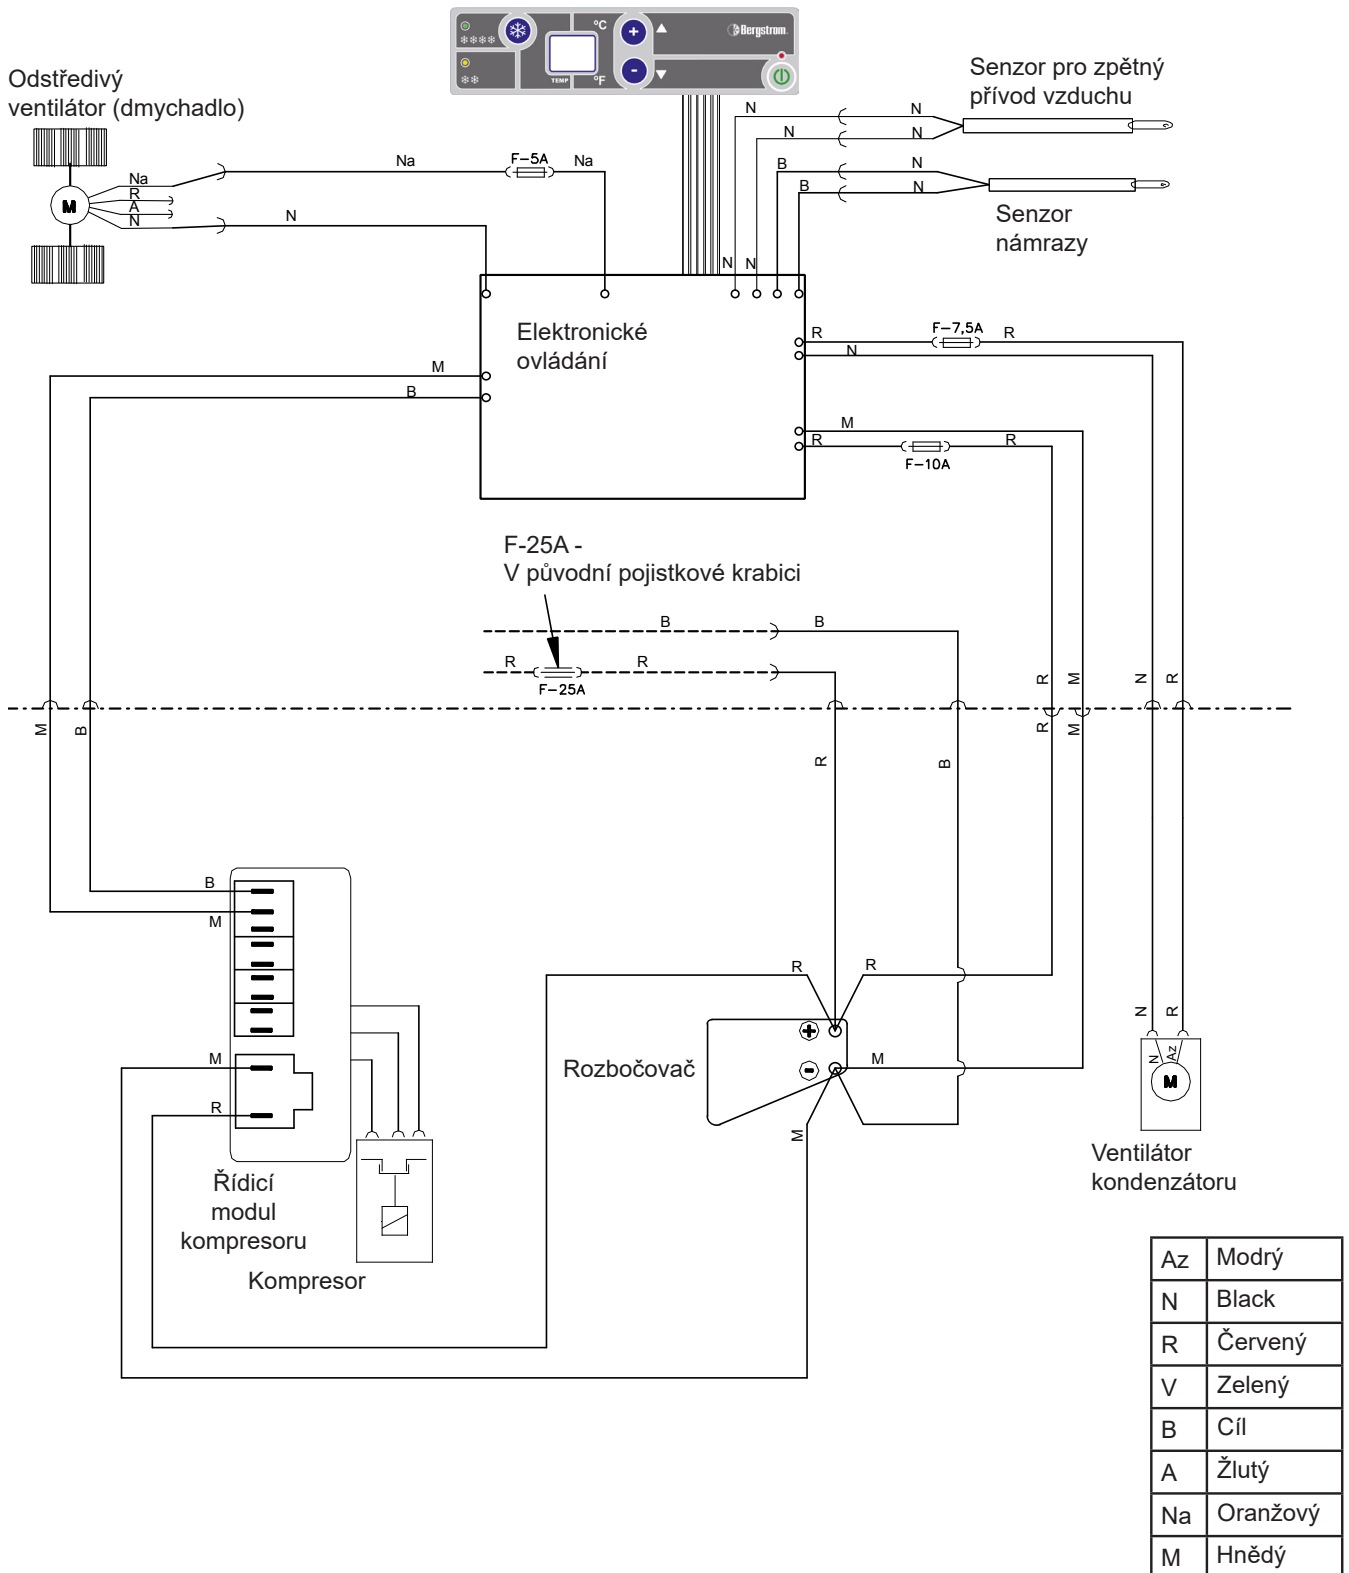 °C
Bergstrom
TEMP
°F
Odstředivý
ventilátor (dmychadlo)
Senzor pro zpětný
přívod vzduchu
N
N
N
N
F-5A
Na
Na
Na
R
A
N
N
M
B
N
B
N
Senzor
námrazy
N
N
Elektronické
ovládání
R
F-7,5A
R
N
M
B
M
R
R
F-10A
F-25A -
V původní pojistkové krabici
B
B
R
R
F-25A
R
M
N
R
M
B
R
M
R
B
B
M
R
R
M
R
M
M
Rozbočovač
N
R
N
Az
M
Ventilátor
kondenzátoru
Řídicí
modul
kompresoru
Kompresor
Az Modrý
N Black
R Červený
V Zelený
B Cíl
A Žlutý
Na Oranžový
M Hnědý